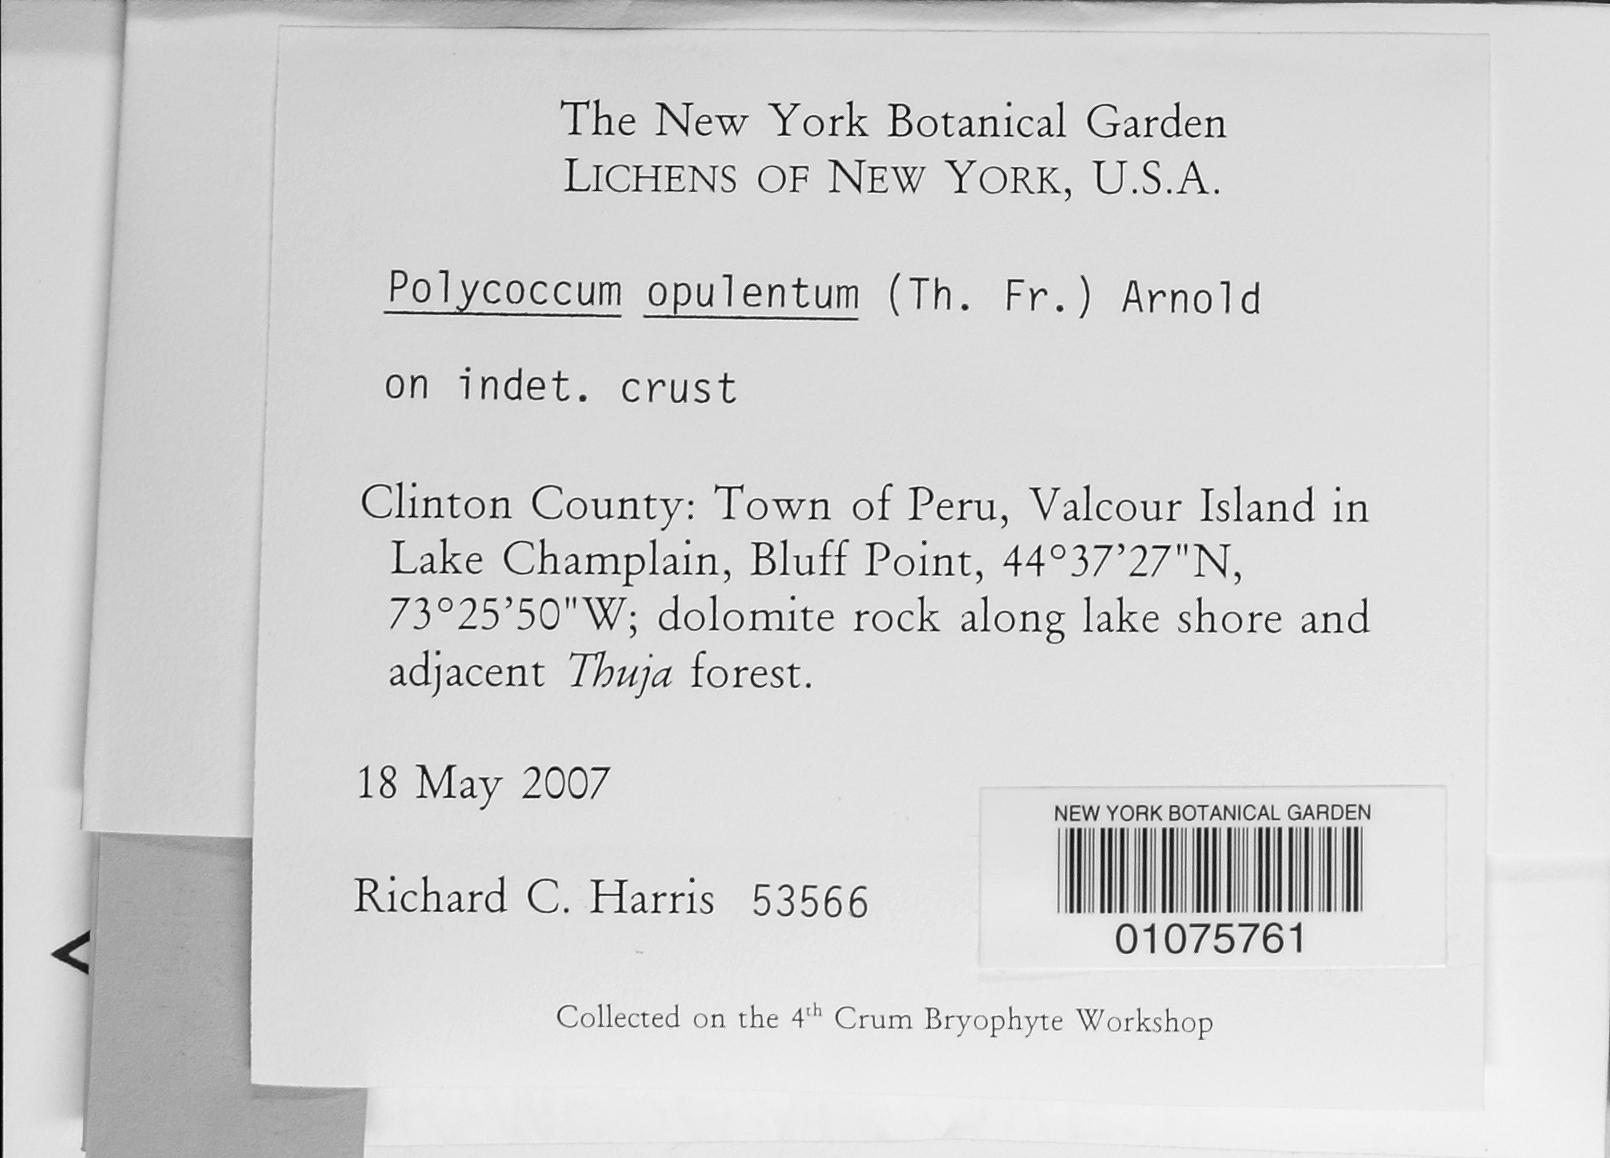 The New York Botanical Garden
LICHENS OF NEW YORK, U.S.A.
Polycoccum opulentum (Th. Fr.) Arnold
on indet. crust
Clinton County: Town of Peru, Valcour Island in
Lake Champlain, Bluff Point, 44°37’27"N,
73°25’50"W; dolomite rock along lake shore and
adjacent Thuja forest.
18 May 2007
Richard C. Harris 53566
NEW YORK BOTANICAL GARDEN
01075761
Collected on the 4th Crum Bryophyte Workshop